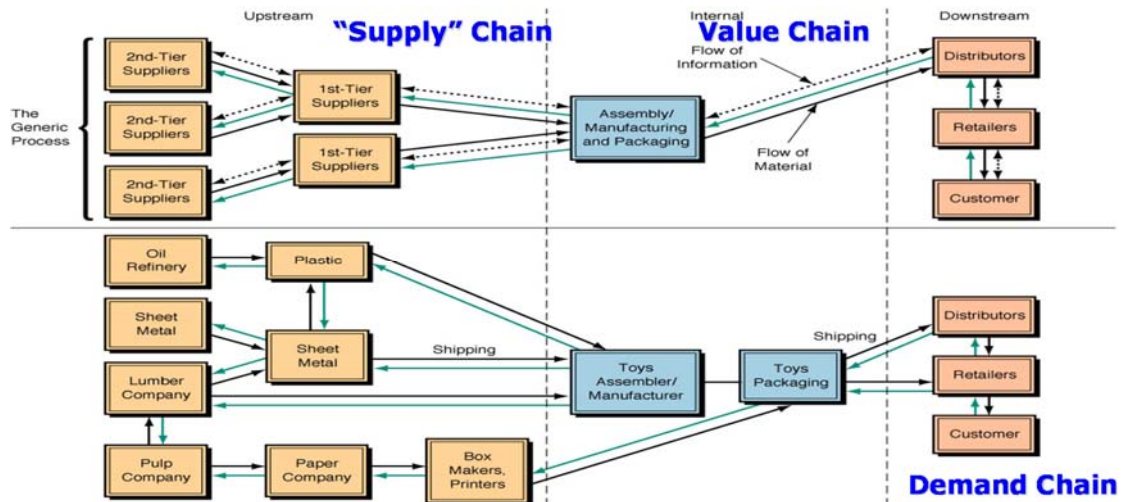 Upstream
“Supply” Chain
Internal
Value Chain
Downstream
The
Generic
Process
2nd-Tier
Suppliers
2nd-Tier
Suppliers
2nd-Tier
Suppliers
1st-Tier
Suppliers
1st-Tier
Suppliers
Assembly/
Manufacturing
and Packaging
Flow of
Information
Flow of
Material
Distributors
Retailers
Customer
Oil
Refinery
Plastic
Sheet
Metal
Sheet
Metal
Shipping
Lumber
Company
Toys
Assembler/
Manufacturer
Toys
Packaging
Shipping
Distributors
Retailers
Customer
Pulp
Company
Paper
Company
Box
Makers,
Printers
Demand Chain